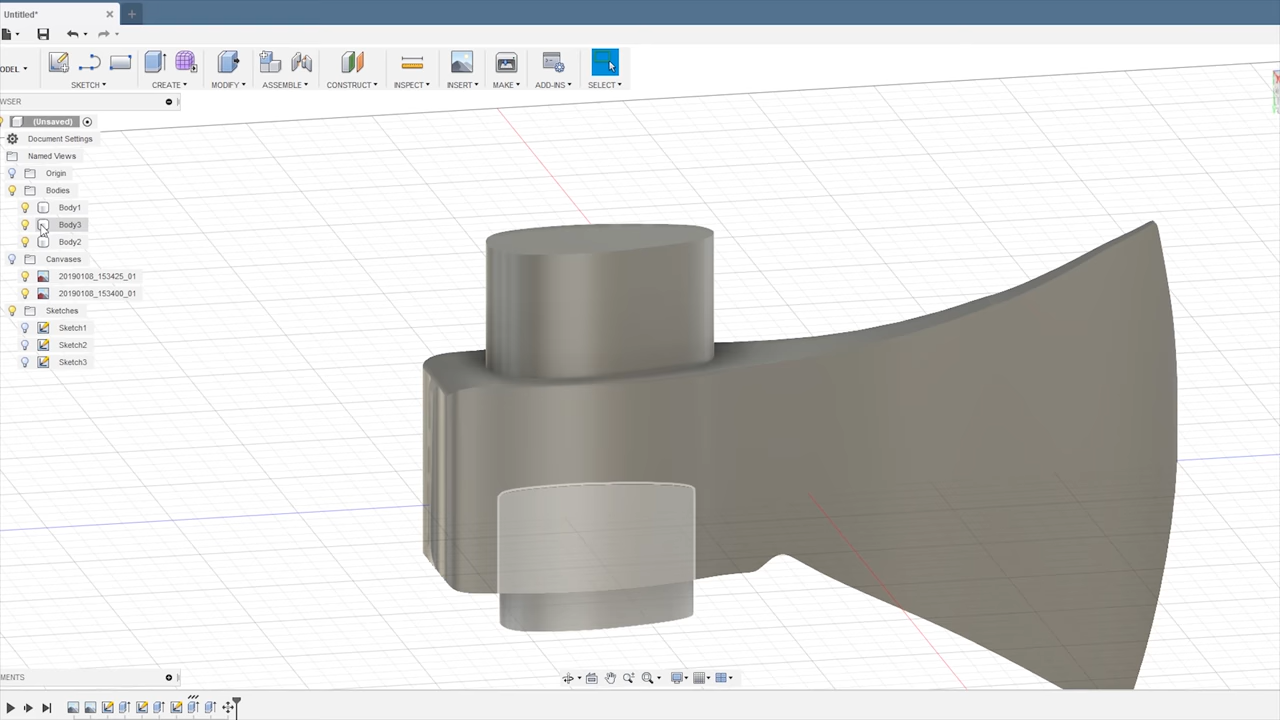 Untitled*
ODEL
SKETCH
CREATE
MODIFY
ASSEMBLE
CONSTRUCT
INSPECT
INSERT
MAKE
ADD-INS
SELECT
WSER
(Unsaved)
Document Settings
Named Views
Origin
Bodies
Body1
Body3
Body2
Canvases
20190108_153425_01
20190108_153400_01
Sketches
Sketch1
Sketch2
Sketch3
MENTS